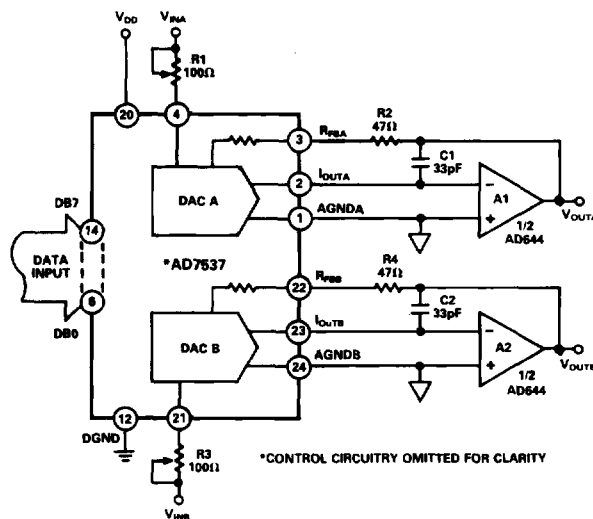 VDD
VINA
R1
100Ω
20
4
3
RFBA
R2
47Ω
C1
33pF
2
IOUTA
DAC A
1
AGNDA
A1
1/2
AD644
VOUTA
DB7
14
DATA
INPUT
*AD7537
6
DB0
22
RFBB
R4
47Ω
C2
33pF
23
IOUTB
DAC B
24
AGNDB
A2
1/2
AD644
VOUTB
12
DGND
21
R3
100Ω
VINB
*CONTROL CIRCUITRY OMITTED FOR CLARITY